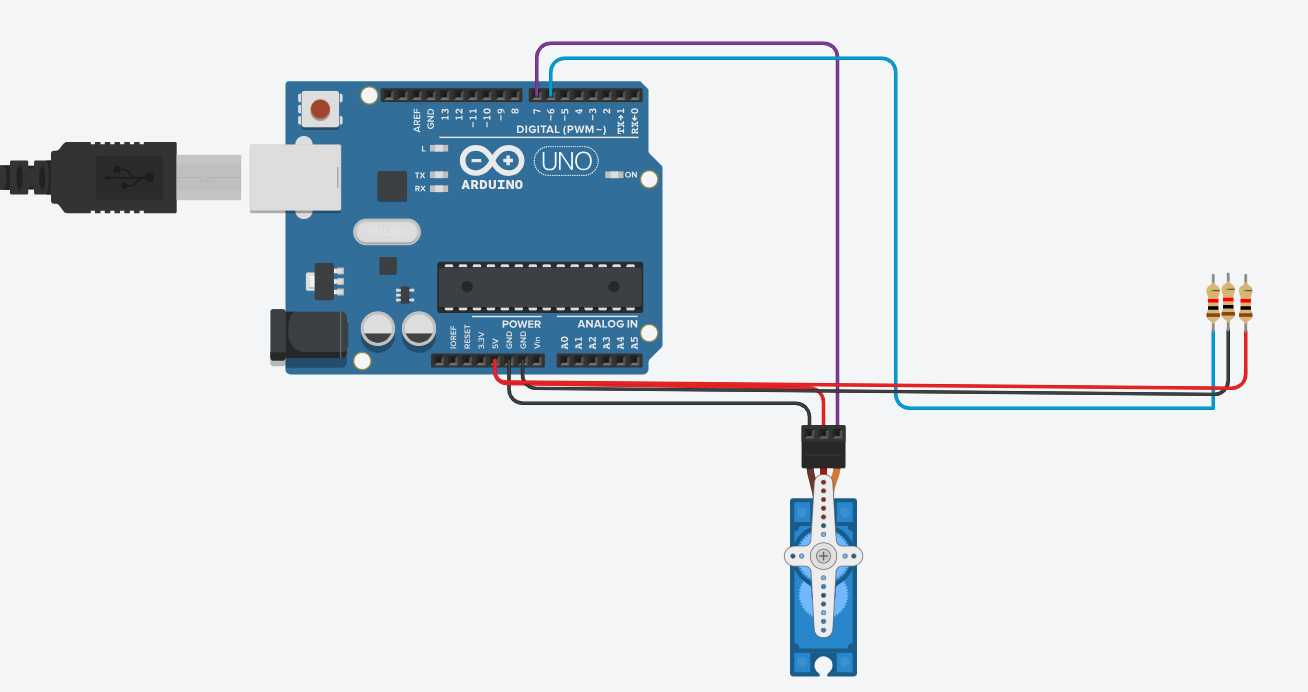 AREF
GND
13
12
~11
~10
~9
8
7
~6
~5
4
~3
2
TX→1
RX←0
DIGITAL (PWM~)
L
TX
RX
ARDUINO
UNO
ON
POWER
ANALOG IN
IOREF
RESET
3.3V
5V
GND
GND
Vin
A0
A1
A2
A3
A4
A5